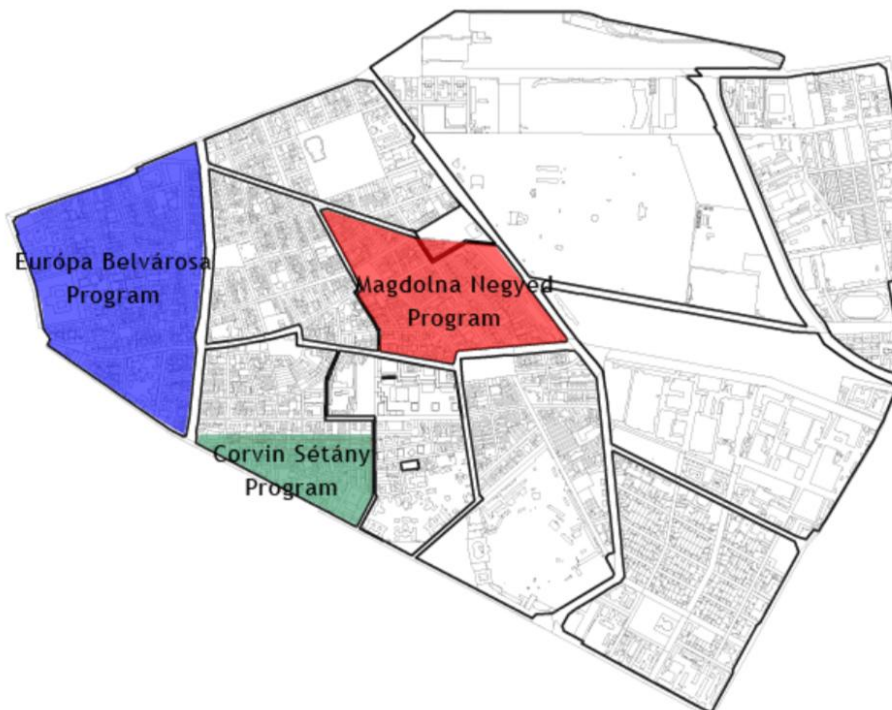 Európa Belvárosa
Program
Magdolna Negyed
Program
Corvin Sétány
Program